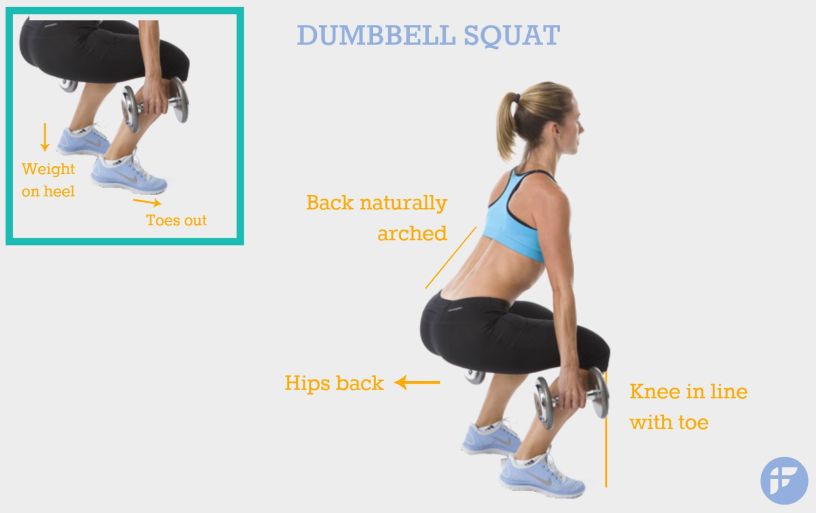 DUMBBELL SQUAT
Weight
on heel
Toes out
Back naturally
arched
Hips back
Knee in line
with toe